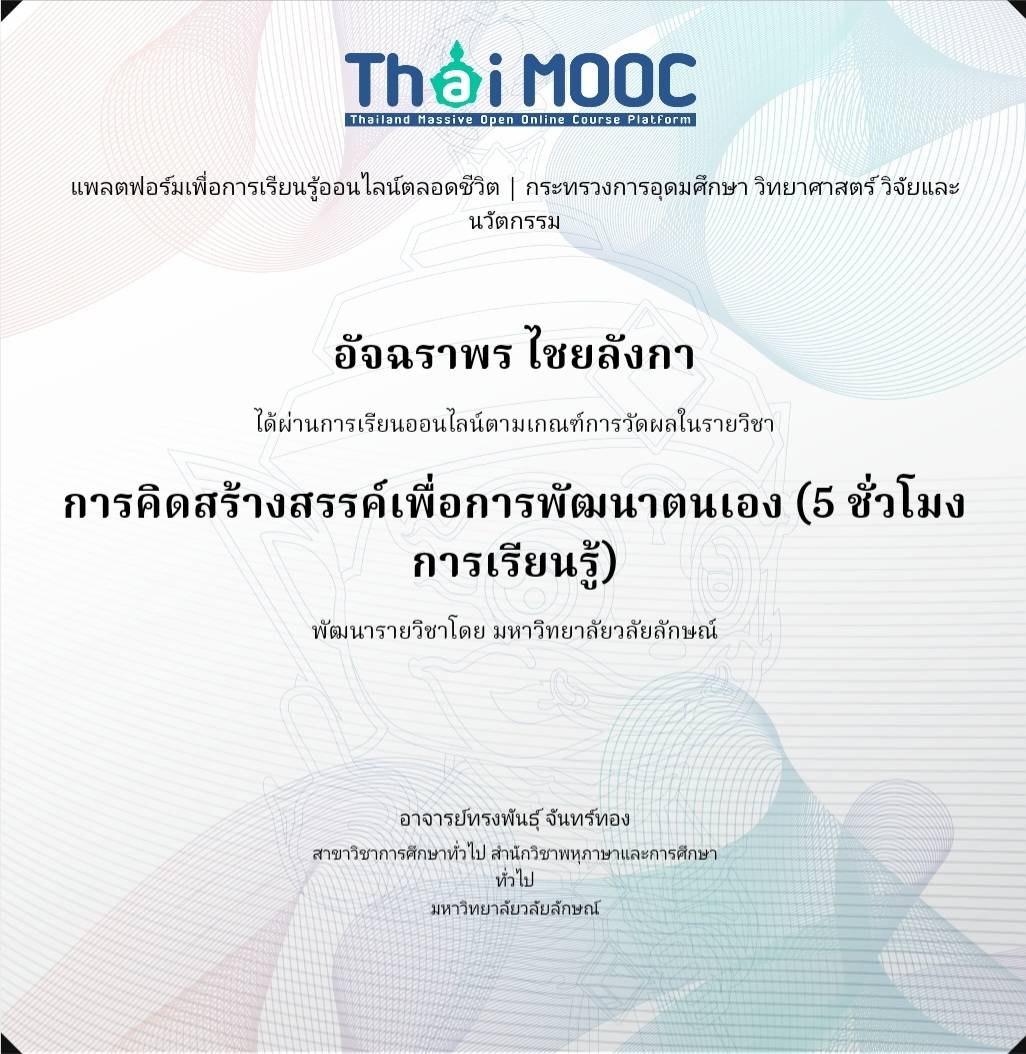 Thai MOOC
Thailand Massive Open Online Course Platform
แพลตฟอร์มเพื่อการเรียนรู้ออนไลน์ตลอดชีวิต | กระทรวงการอุดมศึกษา วิทยาศาสตร์ วิจัยและ
นวัตกรรม
อัจฉราพร ไชยลังกา
ได้ผ่านการเรียนออนไลน์ตามเกณฑ์การวัดผลในรายวิชา
การคิดสร้างสรรค์เพื่อการพัฒนาตนเอง (5 ชั่วโมง
การเรียนรู้)
พัฒนารายวิชาโดย มหาวิทยาลัยวลัยลักษณ์
อาจารย์ทรงพันธุ์ จันทร์ทอง
สาขาวิชาการศึกษาทั่วไป สำนักวิชาพหุภาษาและการศึกษา
ทั่วไป
มหาวิทยาลัยวลัยลักษณ์